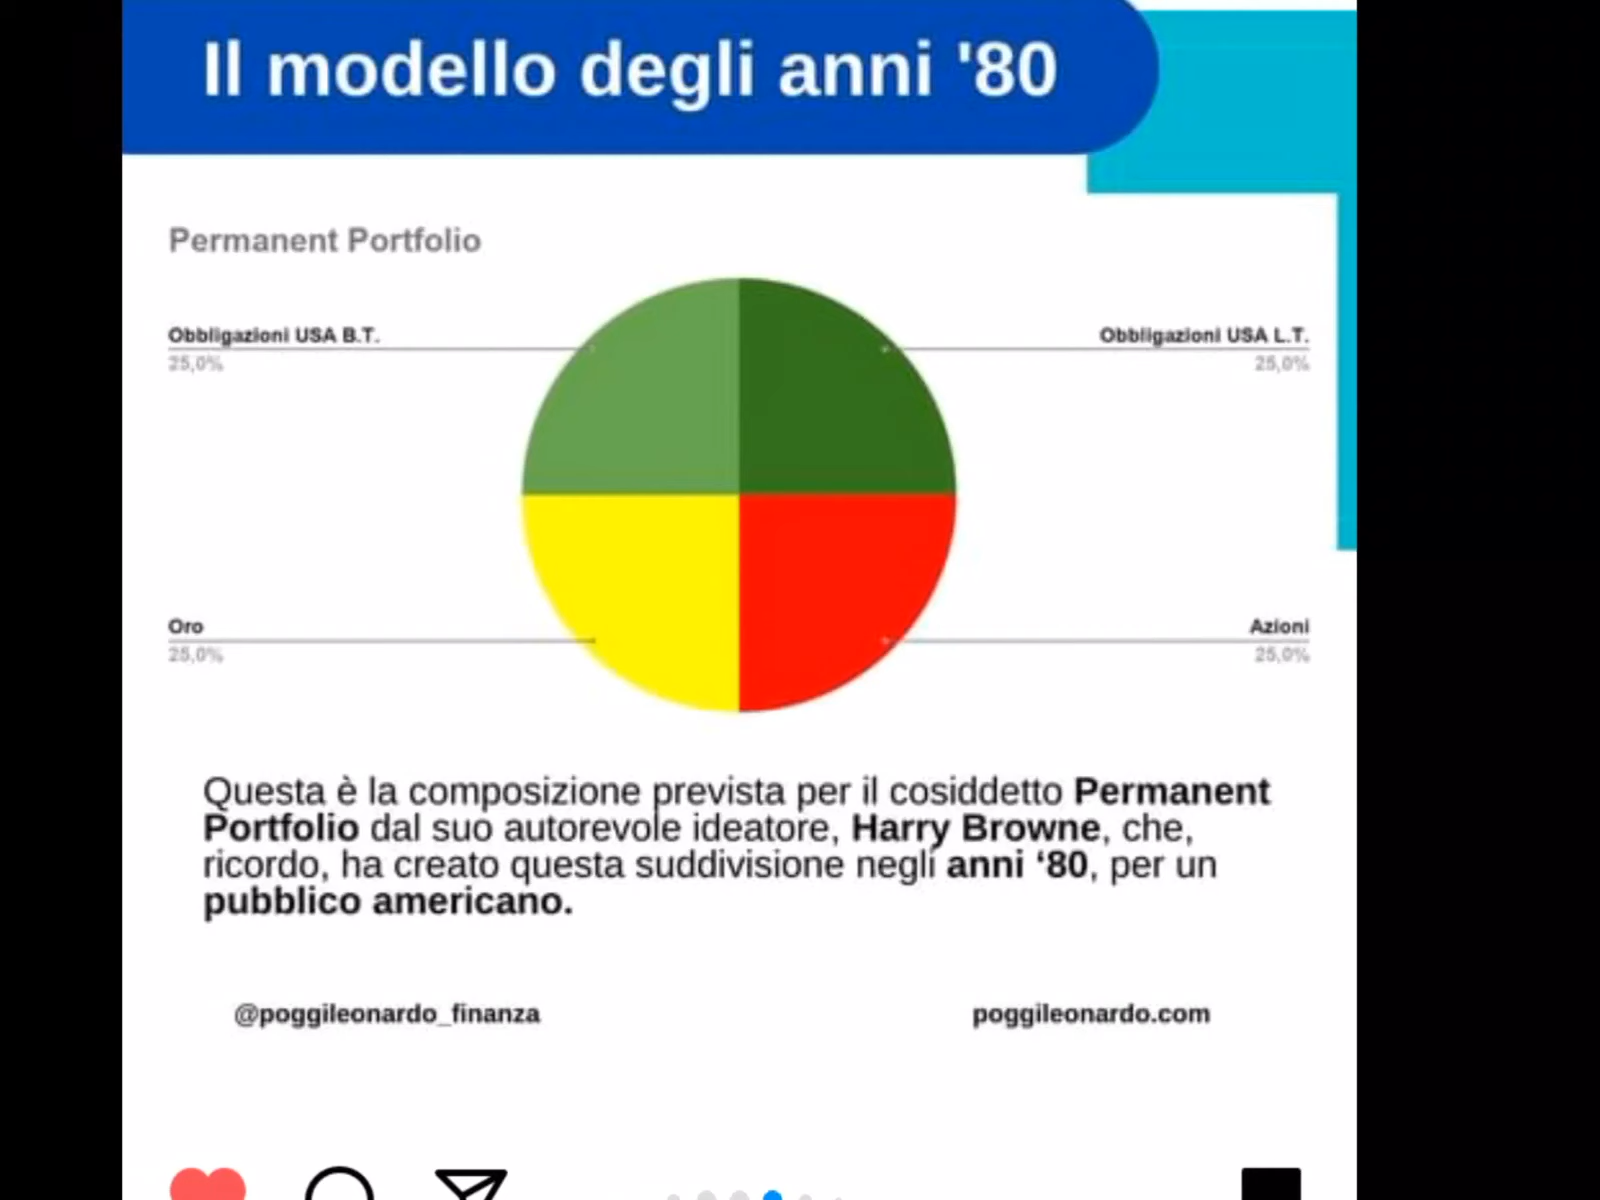 Il modello degli anni '80
Permanent Portfolio
Obbligazioni USA B.T.
25,0%
Obbligazioni USA L.T.
25,0%
Oro
25,0%
Azioni
25,0%
Questa è la composizione prevista per il cosiddetto Permanent
Portfolio dal suo autorevole ideatore, Harry Browne, che,
ricordo, ha creato questa suddivisione negli anni ‘80, per un
pubblico americano.
@poggileonardo_finanza
poggileonardo.com